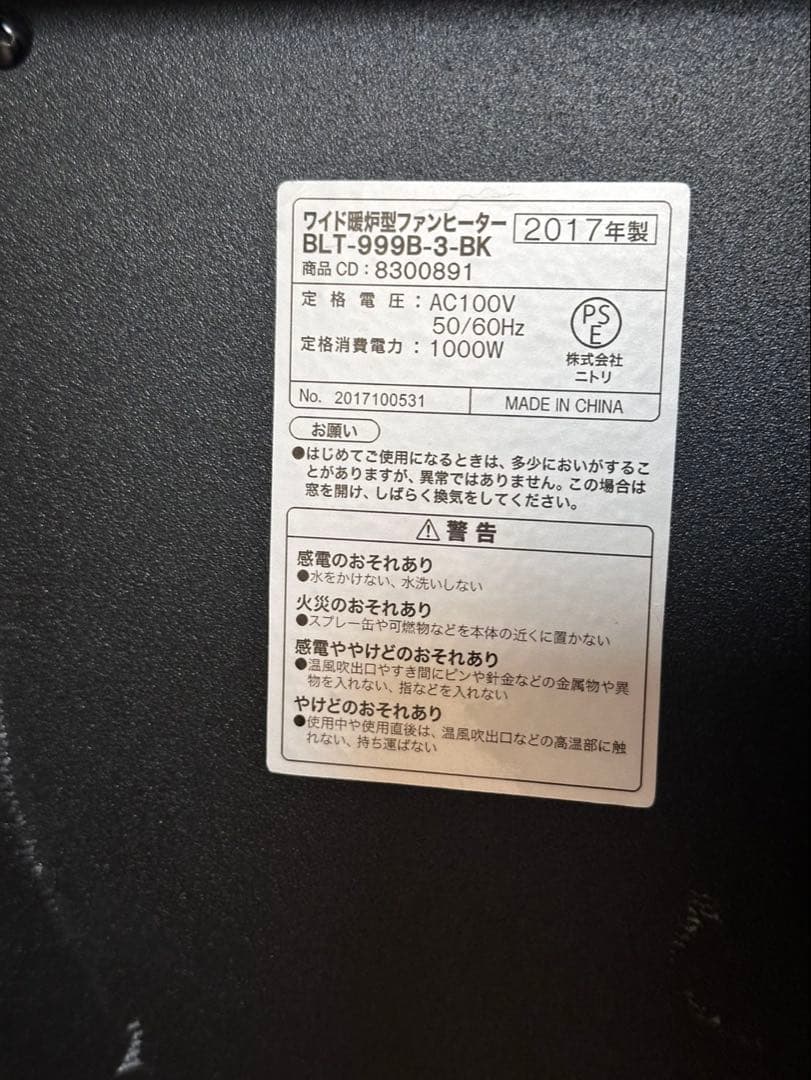 ワイド暖炉型ファンヒーター
BLT-999B-3-BK
2017年製
商品CD：8300891
定格電圧：AC100V
50/60Hz
定格消費電力：1000W
PS
E
株式会社
ニトリ
No. 2017100531
MADE IN CHINA
お願い
●はじめてご使用になるときは、多少においがするこ
とがありますが、異常ではありません。この場合は
窓を開け、しばらく換気をしてください。
⚠警告
感電のおそれあり
●水をかけない、水洗いしない
火災のおそれあり
●スプレー缶や可燃物などを本体の近くに置かない
感電ややけどのおそれあり
●温風吹出口やすき間にピンや針金などの金属物や異
物を入れない、指などを入れない
やけどのおそれあり
●使用中や使用直後は、温風吹出口などの高温部に触
れない、持ち運ばない